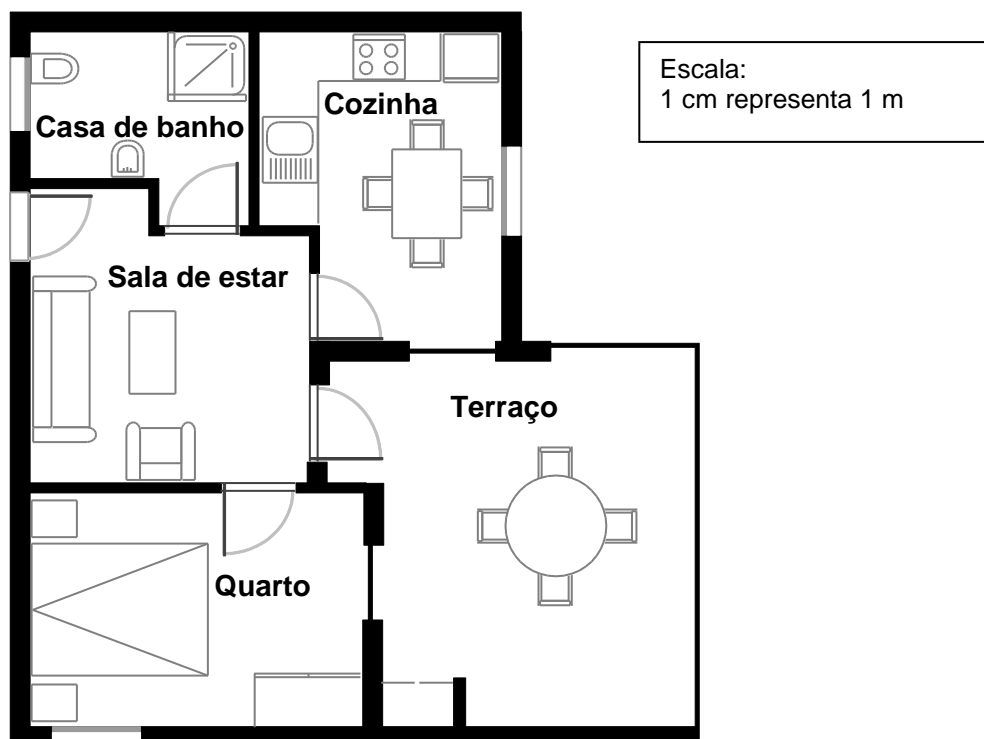 Escala:
1 cm representa 1 m
Cozinha
Casa de banho
Sala de estar
Terraço
Quarto